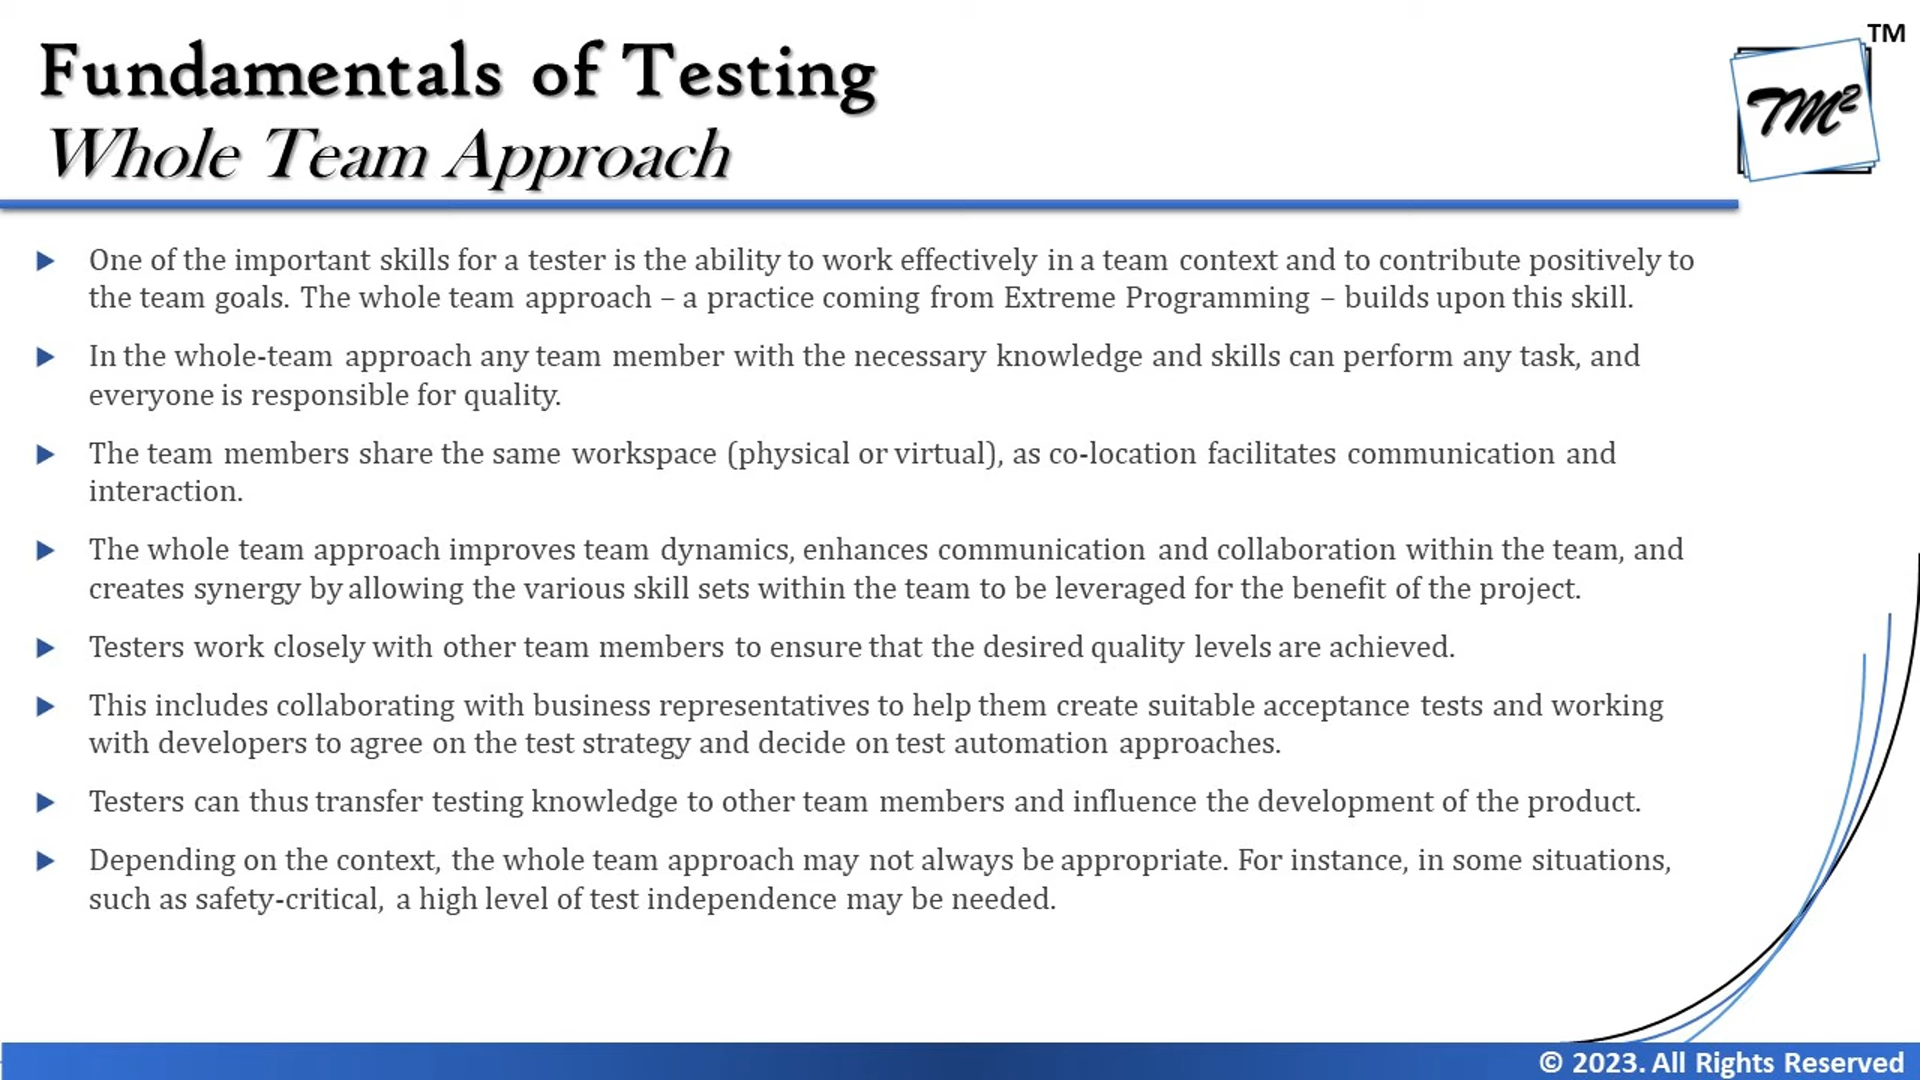 Fundamentals of Testing
Whole Team Approach
TM
TM²
One of the important skills for a tester is the ability to work effectively in a team context and to contribute positively to
the team goals. The whole team approach – a practice coming from Extreme Programming – builds upon this skill.
In the whole-team approach any team member with the necessary knowledge and skills can perform any task, and
everyone is responsible for quality.
The team members share the same workspace (physical or virtual), as co-location facilitates communication and
interaction.
The whole team approach improves team dynamics, enhances communication and collaboration within the team, and
creates synergy by allowing the various skill sets within the team to be leveraged for the benefit of the project.
Testers work closely with other team members to ensure that the desired quality levels are achieved.
This includes collaborating with business representatives to help them create suitable acceptance tests and working
with developers to agree on the test strategy and decide on test automation approaches.
Testers can thus transfer testing knowledge to other team members and influence the development of the product.
Depending on the context, the whole team approach may not always be appropriate. For instance, in some situations,
such as safety-critical, a high level of test independence may be needed.
© 2023. All Rights Reserved